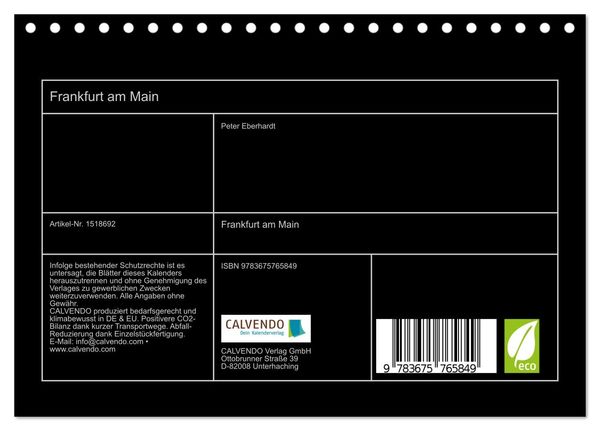 Frankfurt am Main
Peter Eberhardt
Artikel-Nr. 1518692
Frankfurt am Main
Infolge bestehender Schutzrechte ist es
untersagt, die Blätter dieses Kalenders
herauszutrennen und ohne Genehmigung des
Verlages zu gewerblichen Zwecken
weiterzuverwenden. Alle Angaben ohne
Gewähr.
CALVENDO produziert bedarfsgerecht und
klimabewusst in DE & EU. Positivere CO2-
Bilanz dank kurzer Transportwege. Abfall-
Reduzierung dank Einzelstückfertigung.
E-Mail: info@calvendo.com •
www.calvendo.com
ISBN 9783675765849
CALVENDO
Dein Kalenderverlag
CALVENDO Verlag GmbH
Ottobrunner Straße 39
D-82008 Unterhaching
9 783675 765849
eco